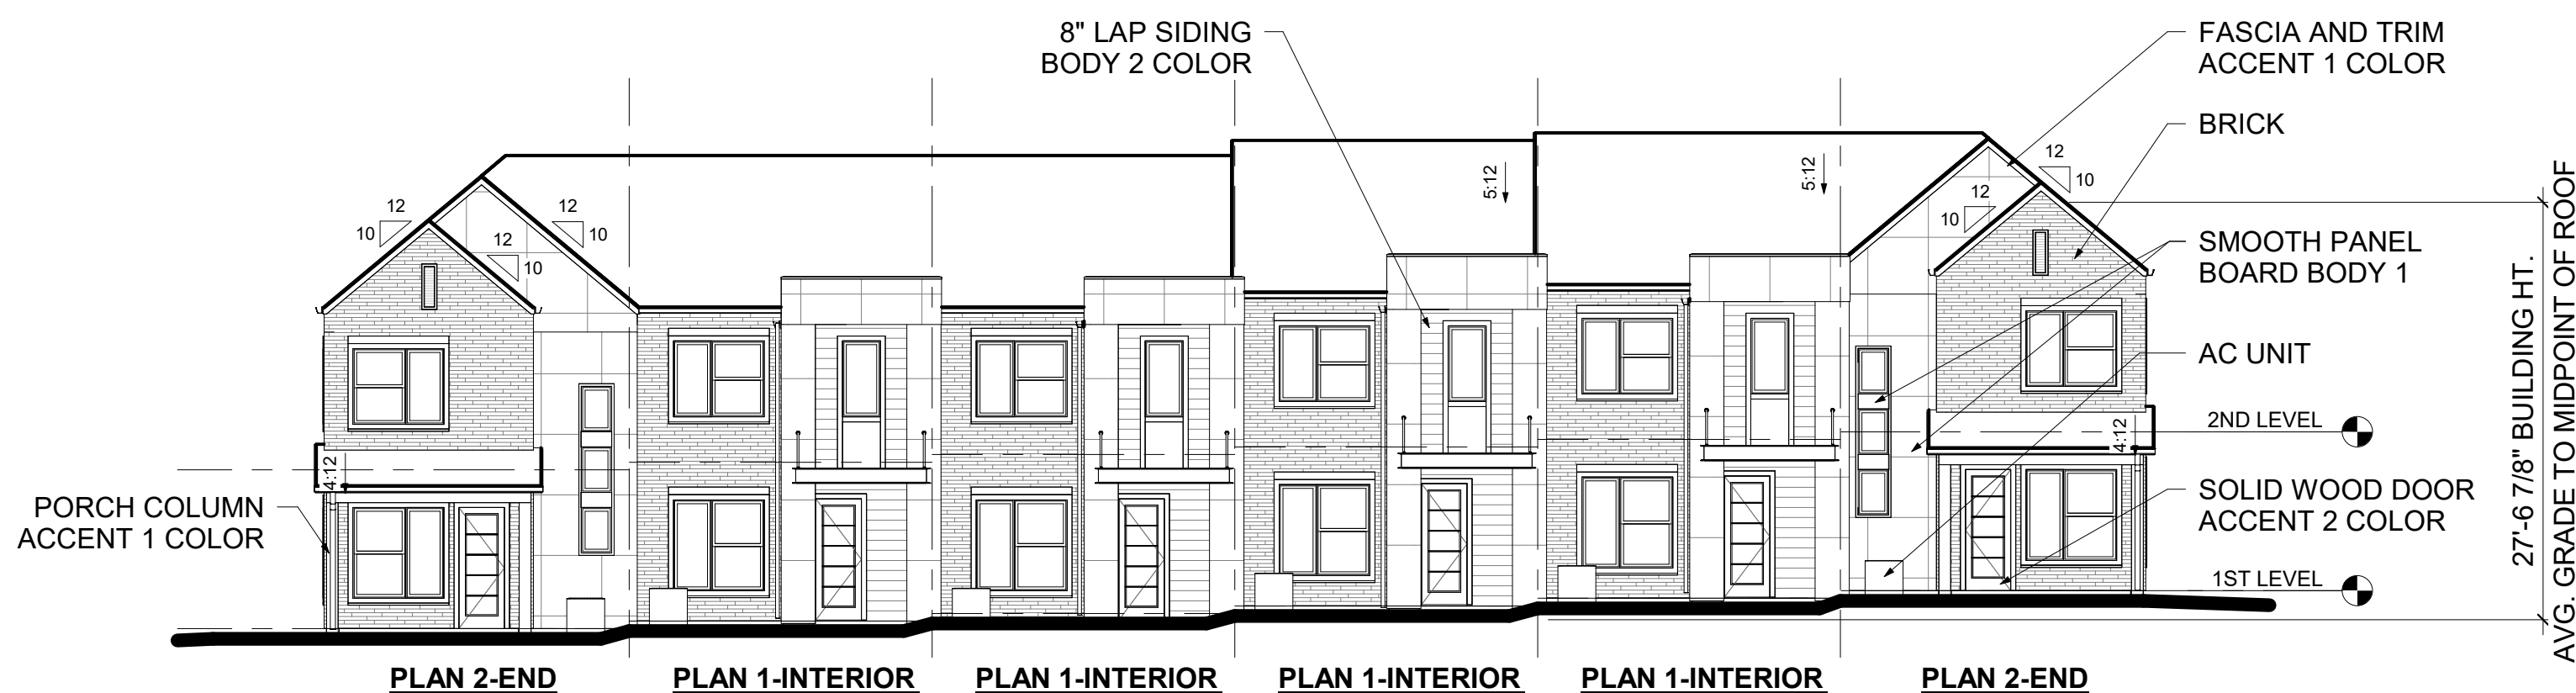 8" LAP SIDING
BODY 2 COLOR
FASCIA AND TRIM
ACCENT 1 COLOR
BRICK
12
10
12
10
12
10
5:12
5:12
12
10
12
10
SMOOTH PANEL
BOARD BODY 1
AC UNIT
2ND LEVEL
4:12
4:12
PORCH COLUMN
ACCENT 1 COLOR
SOLID WOOD DOOR
ACCENT 2 COLOR
1ST LEVEL
27'-6 7/8" BUILDING HT.
AVG. GRADE TO MIDPOINT OF ROOF
PLAN 2-END
PLAN 1-INTERIOR
PLAN 1-INTERIOR
PLAN 1-INTERIOR
PLAN 1-INTERIOR
PLAN 2-END